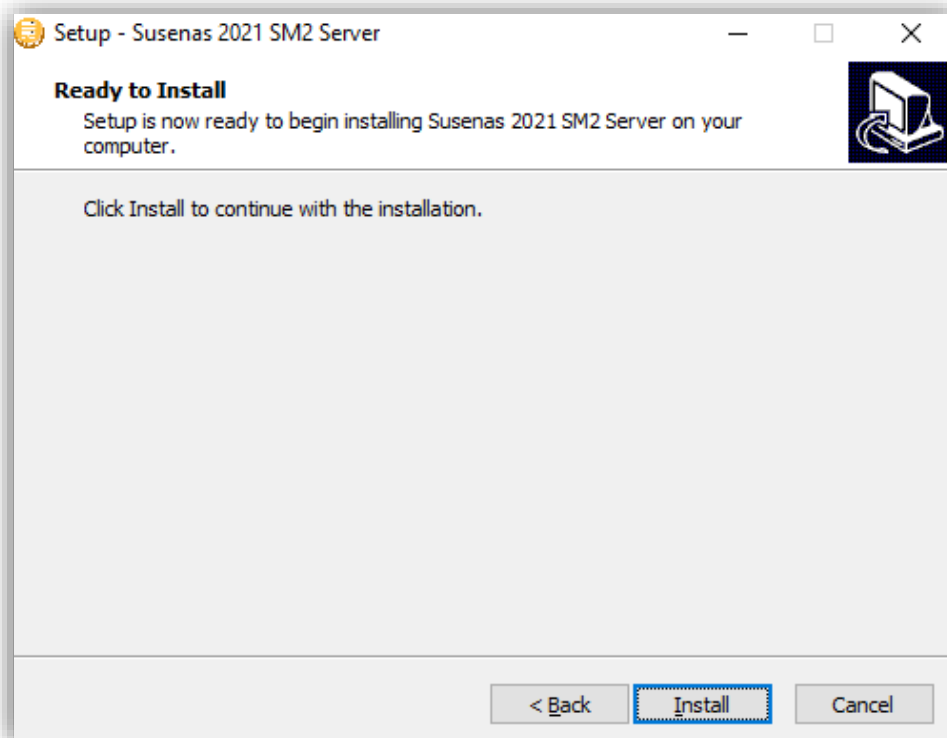 Setup - Susenas 2021 SM2 Server
Ready to Install
Setup is now ready to begin installing Susenas 2021 SM2 Server on your
computer.
Click Install to continue with the installation.
< Back
Install
Cancel